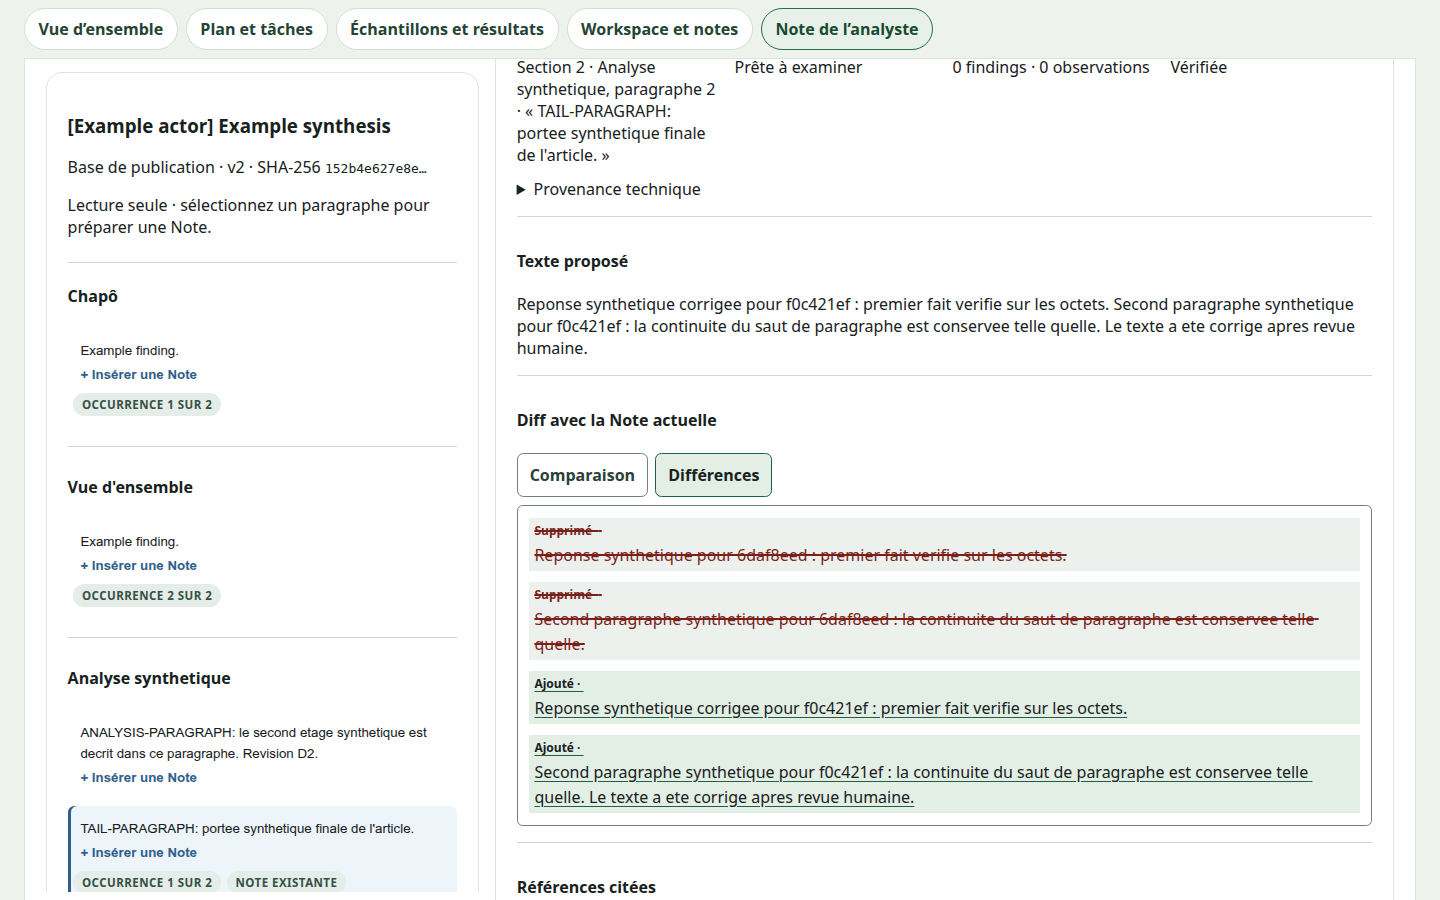 Vue d’ensemble
Plan et tâches
Échantillons et résultats
Workspace et notes
Note de l’analyste
[Example actor] Example synthesis
Base de publication · v2 · SHA-256 152b4e627e8e…
Lecture seule · sélectionnez un paragraphe pour
préparer une Note.
Chapô
Example finding.
+ Insérer une Note
OCCURRENCE 1 SUR 2
Vue d'ensemble
Example finding.
+ Insérer une Note
OCCURRENCE 2 SUR 2
Analyse synthetique
ANALYSIS-PARAGRAPH: le second etage synthetique est
decrit dans ce paragraphe. Revision D2.
+ Insérer une Note
TAIL-PARAGRAPH: portee synthetique finale de l'article.
+ Insérer une Note
OCCURRENCE 1 SUR 2
NOTE EXISTANTE
Section 2 · Analyse
synthetique, paragraphe 2
· « TAIL-PARAGRAPH:
portee synthetique finale
de l'article. »
Prête à examiner
0 findings · 0 observations
Vérifiée
Provenance technique
Texte proposé
Reponse synthetique corrigee pour f0c421ef : premier fait verifie sur les octets. Second paragraphe synthetique
pour f0c421ef : la continuite du saut de paragraphe est conservee telle quelle. Le texte a ete corrige apres revue
humaine.
Diff avec la Note actuelle
Comparaison
Différences
Supprimé ·
Reponse synthetique pour 6daf8eed : premier fait verifie sur les octets.
Supprimé ·
Second paragraphe synthetique pour 6daf8eed : la continuite du saut de paragraphe est conservee telle
quelle.
Ajouté ·
Reponse synthetique corrigee pour f0c421ef : premier fait verifie sur les octets.
Ajouté ·
Second paragraphe synthetique pour f0c421ef : la continuite du saut de paragraphe est conservee telle
quelle. Le texte a ete corrige apres revue humaine.
Références citées